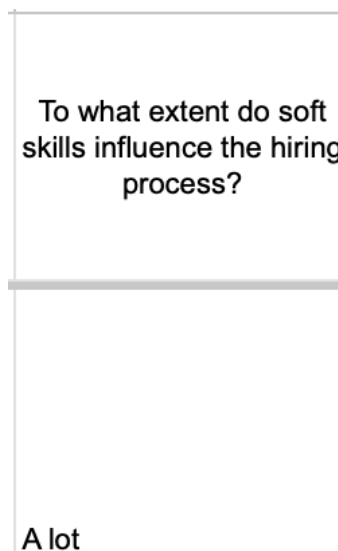 To what extent do soft
skills influence the hiring
process?
A lot